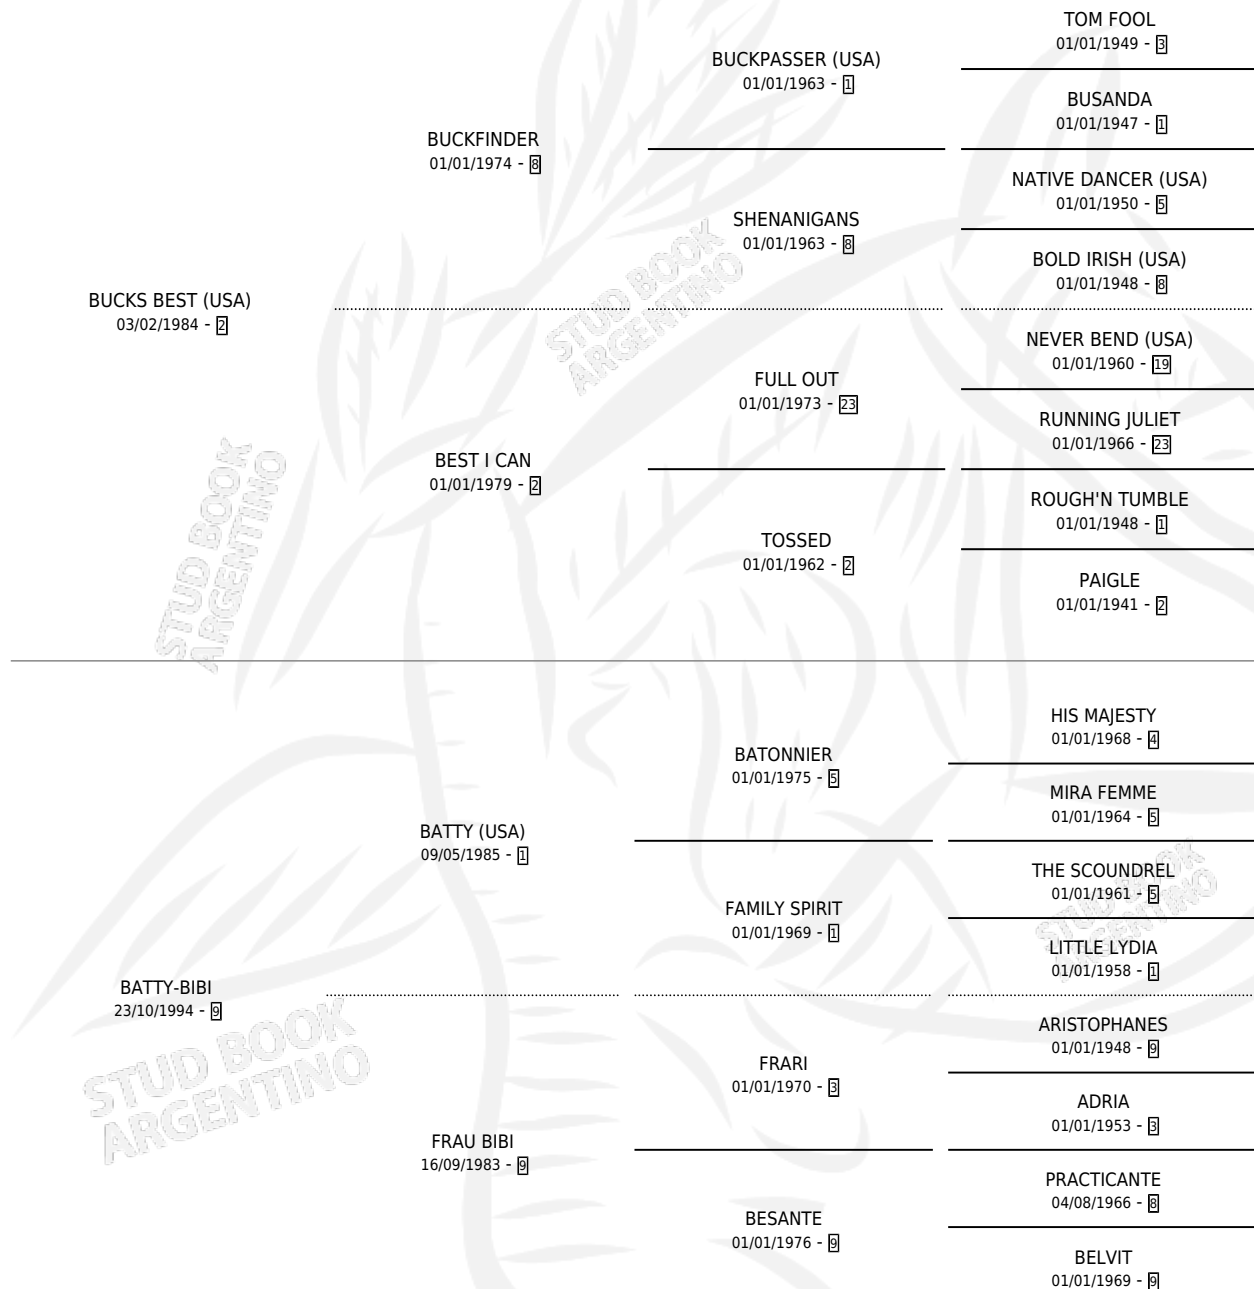 TOM FOOL
01/01/1949 - 3
BUCKPASSER (USA)
01/01/1963 - 1
BUSANDA
01/01/1947 - 1
BUCKFINDER
01/01/1974 - 8
NATIVE DANCER (USA)
01/01/1950 - 5
SHENANIGANS
01/01/1963 - 8
BOLD IRISH (USA)
01/01/1948 - 8
BUCKS BEST (USA)
03/02/1984 - 2
STUD BOOK
ARGENTINO
NEVER BEND (USA)
01/01/1960 - 19
FULL OUT
01/01/1973 - 23
RUNNING JULIET
01/01/1966 - 23
BEST I CAN
01/01/1979 - 2
ROUGH'N TUMBLE
01/01/1948 - 1
TOSSED
01/01/1962 - 2
PAIGLE
01/01/1941 - 2
STUD BOOK
ARGENTINO
HIS MAJESTY
01/01/1968 - 4
BATONNIER
01/01/1975 - 5
MIRA FEMME
01/01/1964 - 5
BATTY (USA)
09/05/1985 - 1
THE SCOUNDREL
01/01/1961 - 5
FAMILY SPIRIT
01/01/1969 - 1
LITTLE LYDIA
01/01/1958 - 1
STUD BOOK
ARGENTINO
BATTY-BIBI
23/10/1994 - 9
ARISTOPHANES
01/01/1948 - 9
FRARI
01/01/1970 - 3
ADRIA
01/01/1953 - 3
STUD BOOK
ARGENTINO
FRAU BIBI
16/09/1983 - 9
PRACTICANTE
04/08/1966 - 8
BESANTE
01/01/1976 - 9
BELVIT
01/01/1969 - 9